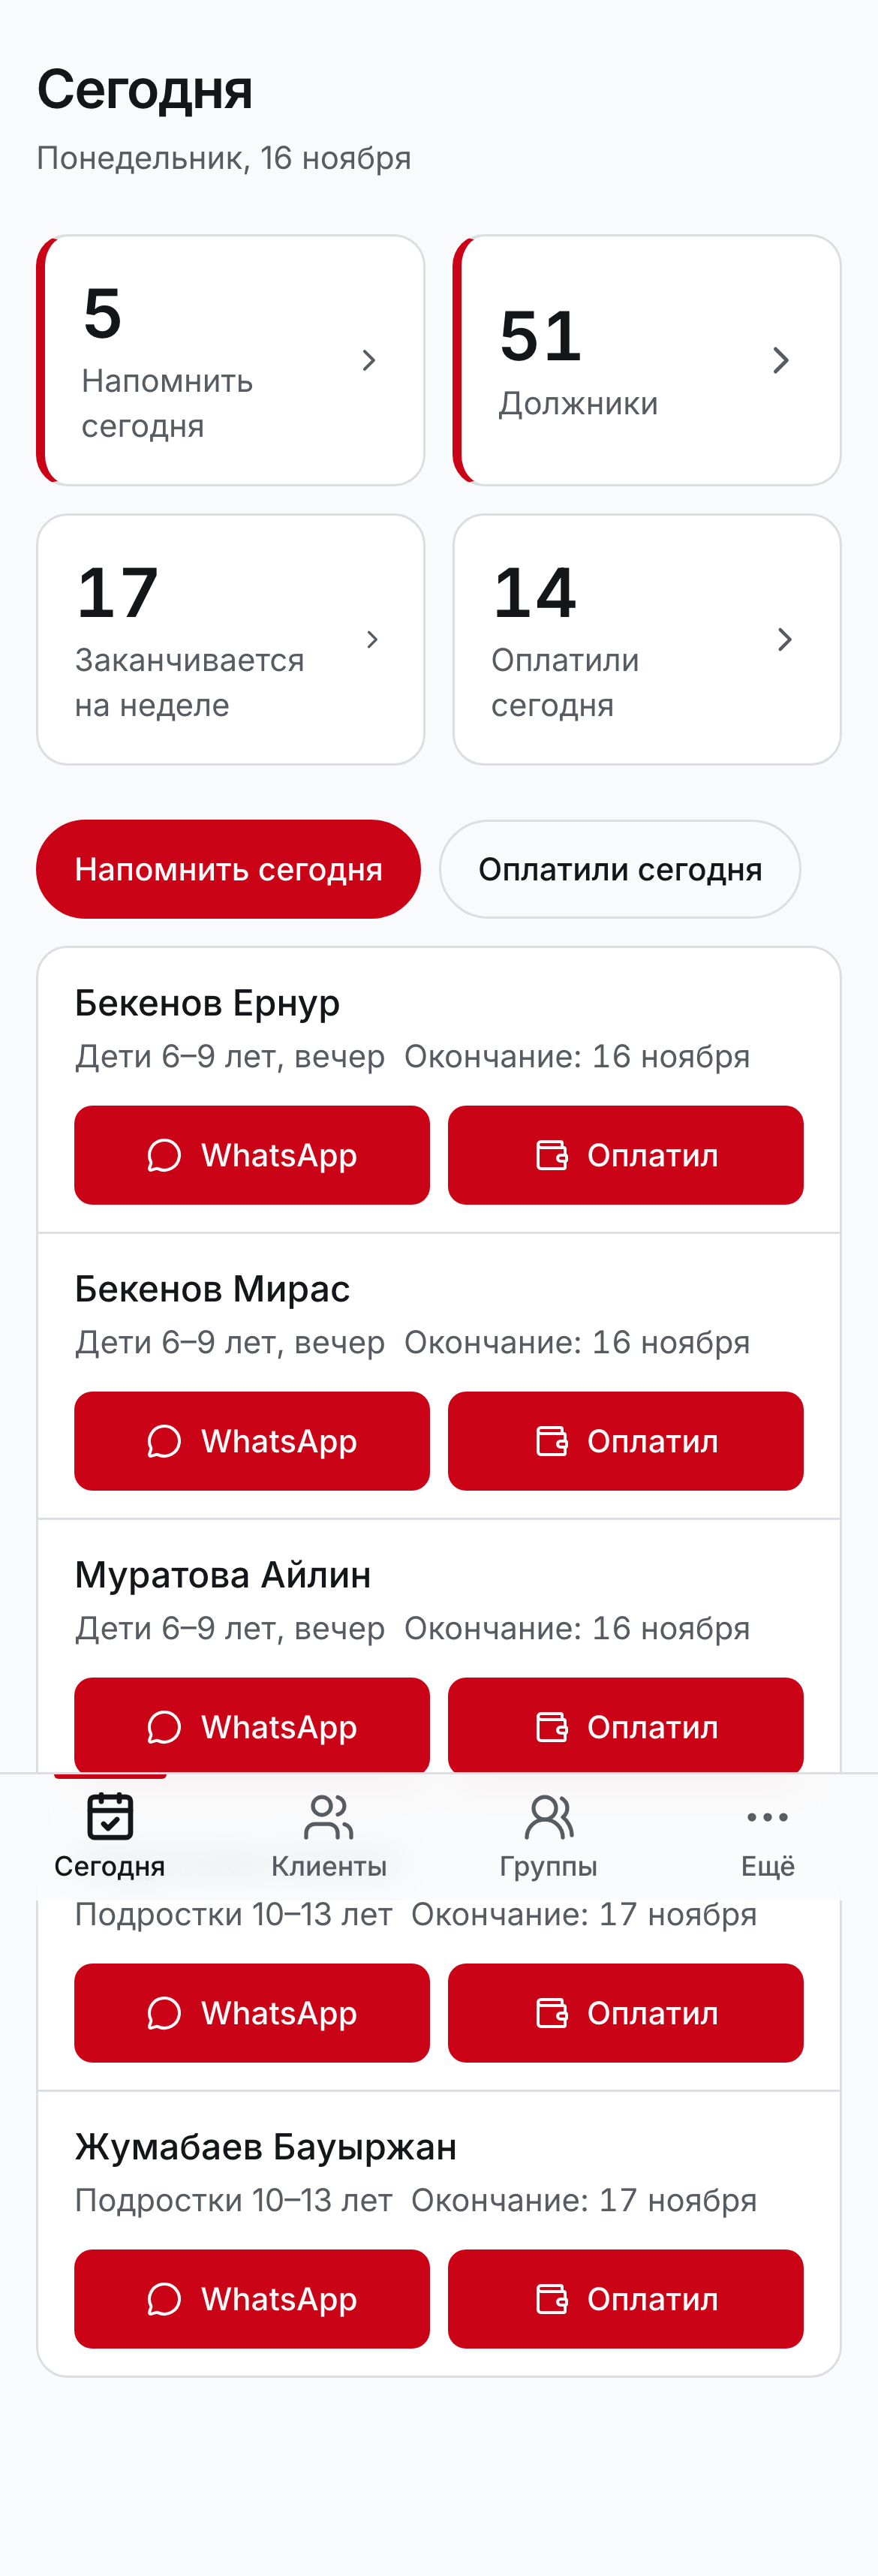 Сегодня
Понедельник, 16 ноября
5
Напомнить
сегодня
51
Должники
17
Заканчивается
на неделе
14
Оплатили
сегодня
Напомнить сегодня
Оплатили сегодня
Бекенов Ернур
Дети 6–9 лет, вечер Окончание: 16 ноября
WhatsApp
Оплатил
Бекенов Мирас
Дети 6–9 лет, вечер Окончание: 16 ноября
WhatsApp
Оплатил
Муратова Айлин
Дети 6–9 лет, вечер Окончание: 16 ноября
WhatsApp
Оплатил
Сегодня
Клиенты
Группы
Ещё
Подростки 10–13 лет Окончание: 17 ноября
WhatsApp
Оплатил
Жумабаев Бауыржан
Подростки 10–13 лет Окончание: 17 ноября
WhatsApp
Оплатил